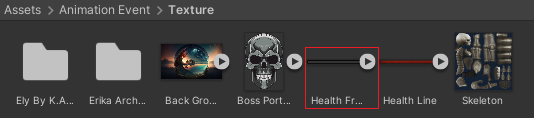 Assets > Animation Event > Texture
Ely By K.A... Erika Arch... Back Gro... Boss Port... Health Fr... Health Line Skeleton